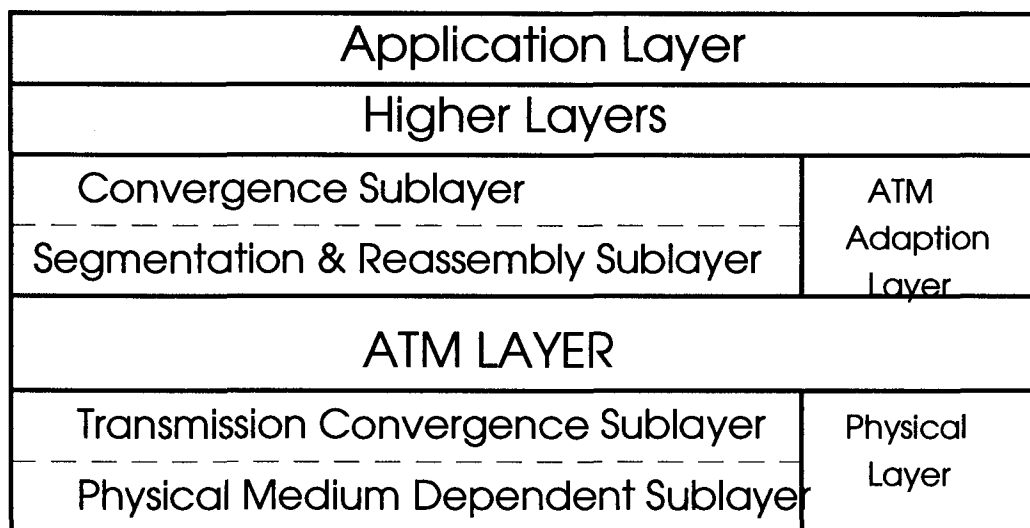 Application Layer
Higher Layers
Convergence Sublayer
Segmentation & Reassembly Sublayer
ATM
Adaption
Layer
ATM LAYER
Transmission Convergence Sublayer
Physical Medium Dependent Sublayer
Physical
Layer